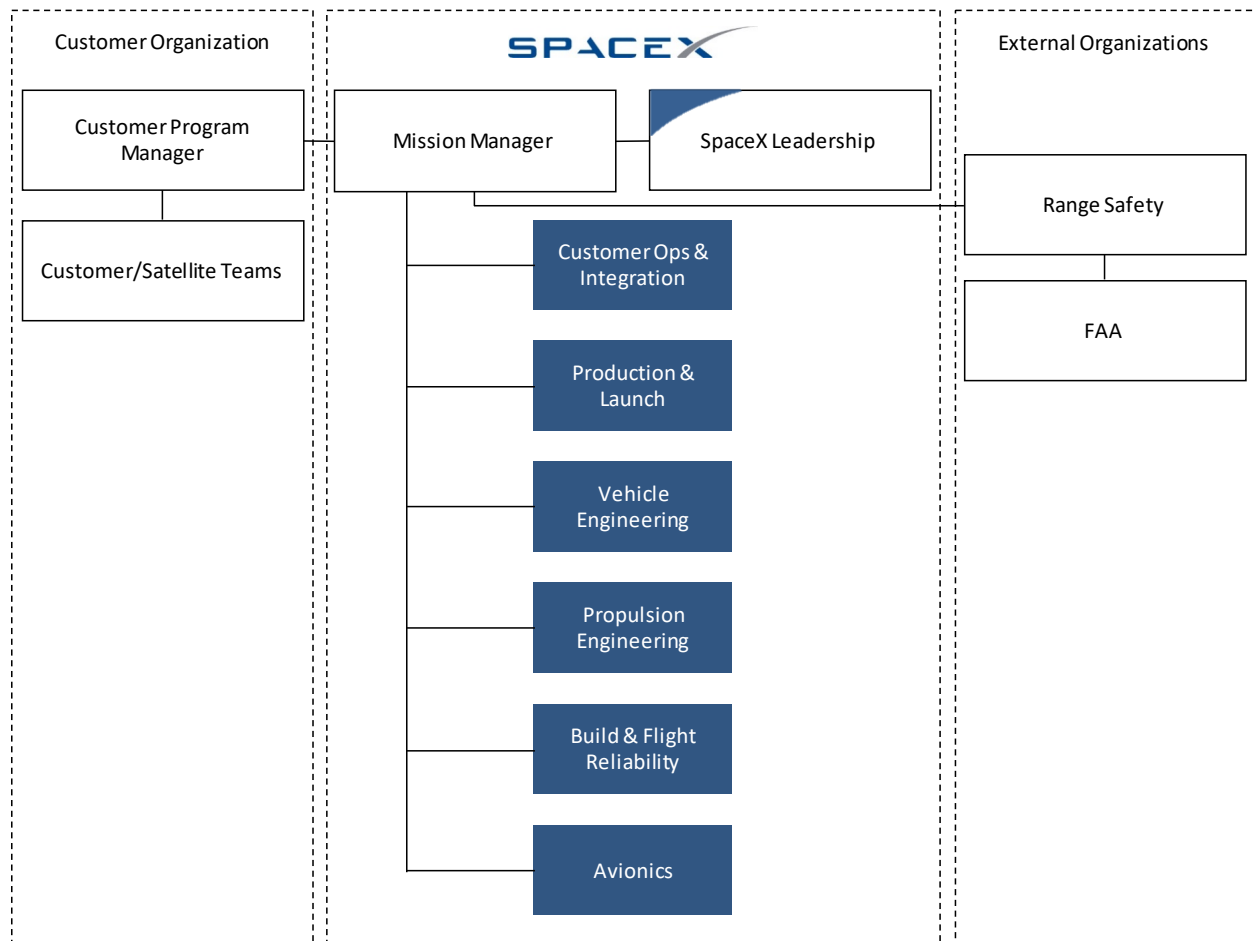 Customer Organization
SPACEX
External Organizations
Customer Program
Manager
Mission Manager
SpaceX Leadership
Customer/Satellite Teams
Range Safety
FAA
Customer Ops &
Integration
Production &
Launch
Vehicle
Engineering
Propulsion
Engineering
Build & Flight
Reliability
Avionics